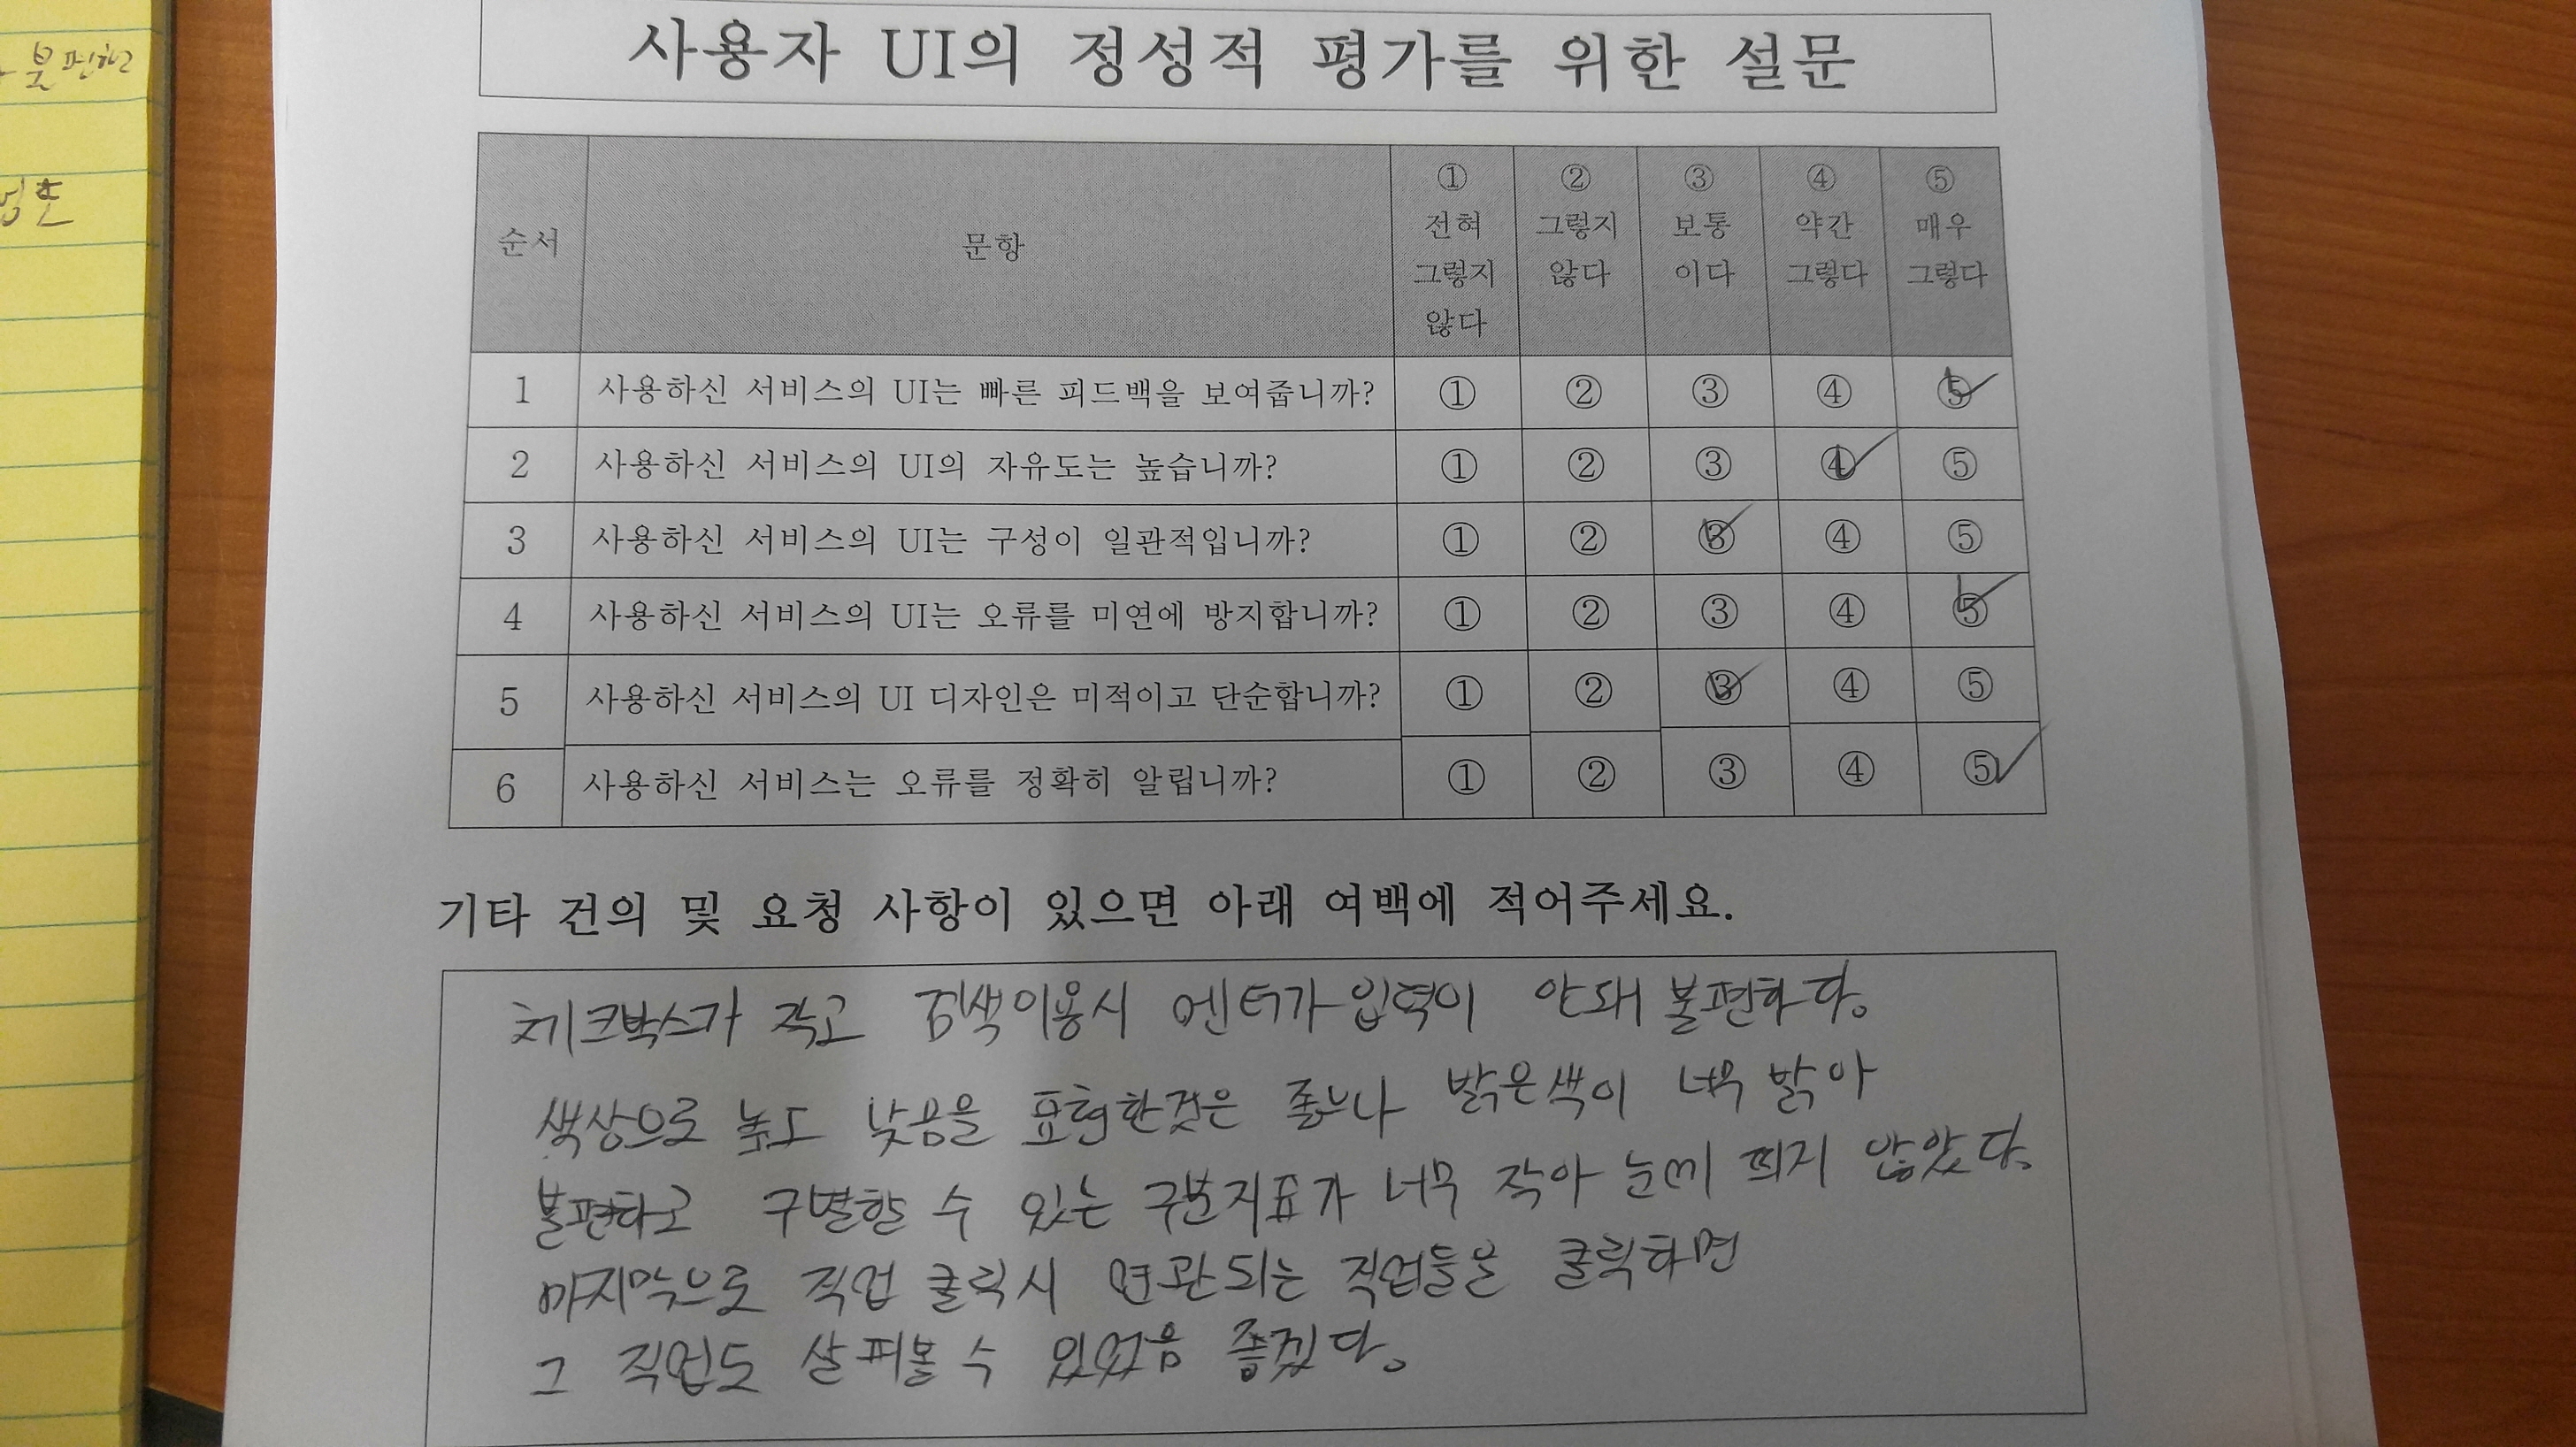 불편하고
정도
사용자 UI의 정성적 평가를 위한 설문
순서 문항 ① 전혀 그렇지 않다 ② 그렇지 않다 ③ 보통이다 ④ 약간 그렇다 ⑤ 매우 그렇다
1 사용하신 서비스의 UI는 빠른 피드백을 보여줍니까? ① ② ③ ④ ⑤
2 사용하신 서비스의 UI의 자유도는 높습니까? ① ② ③ ④ ⑤
3 사용하신 서비스의 UI는 구성이 일관적입니까? ① ② ③ ④ ⑤
4 사용하신 서비스의 UI는 오류를 미연에 방지합니까? ① ② ③ ④ ⑤
5 사용하신 서비스의 UI 디자인은 미적이고 단순합니까? ① ② ③ ④ ⑤
6 사용하신 서비스는 오류를 정확히 알립니까? ① ② ③ ④ ⑤
기타 건의 및 요청 사항이 있으면 아래 여백에 적어주세요.
체크박스가 작고 검색이용시 엔터가 입력이 안돼 불편하다.
색상으로 높고 낮음을 표현한것은 좋으나 밝은색이 너무 밝아
불편하고 구별할 수 있는 구분지표가 너무 작아 눈에 띄지 않았다.
마지막으로 직업 클릭시 연관되는 직업들을 클릭하면
그 직업도 살펴볼 수 있었음 좋겠다.